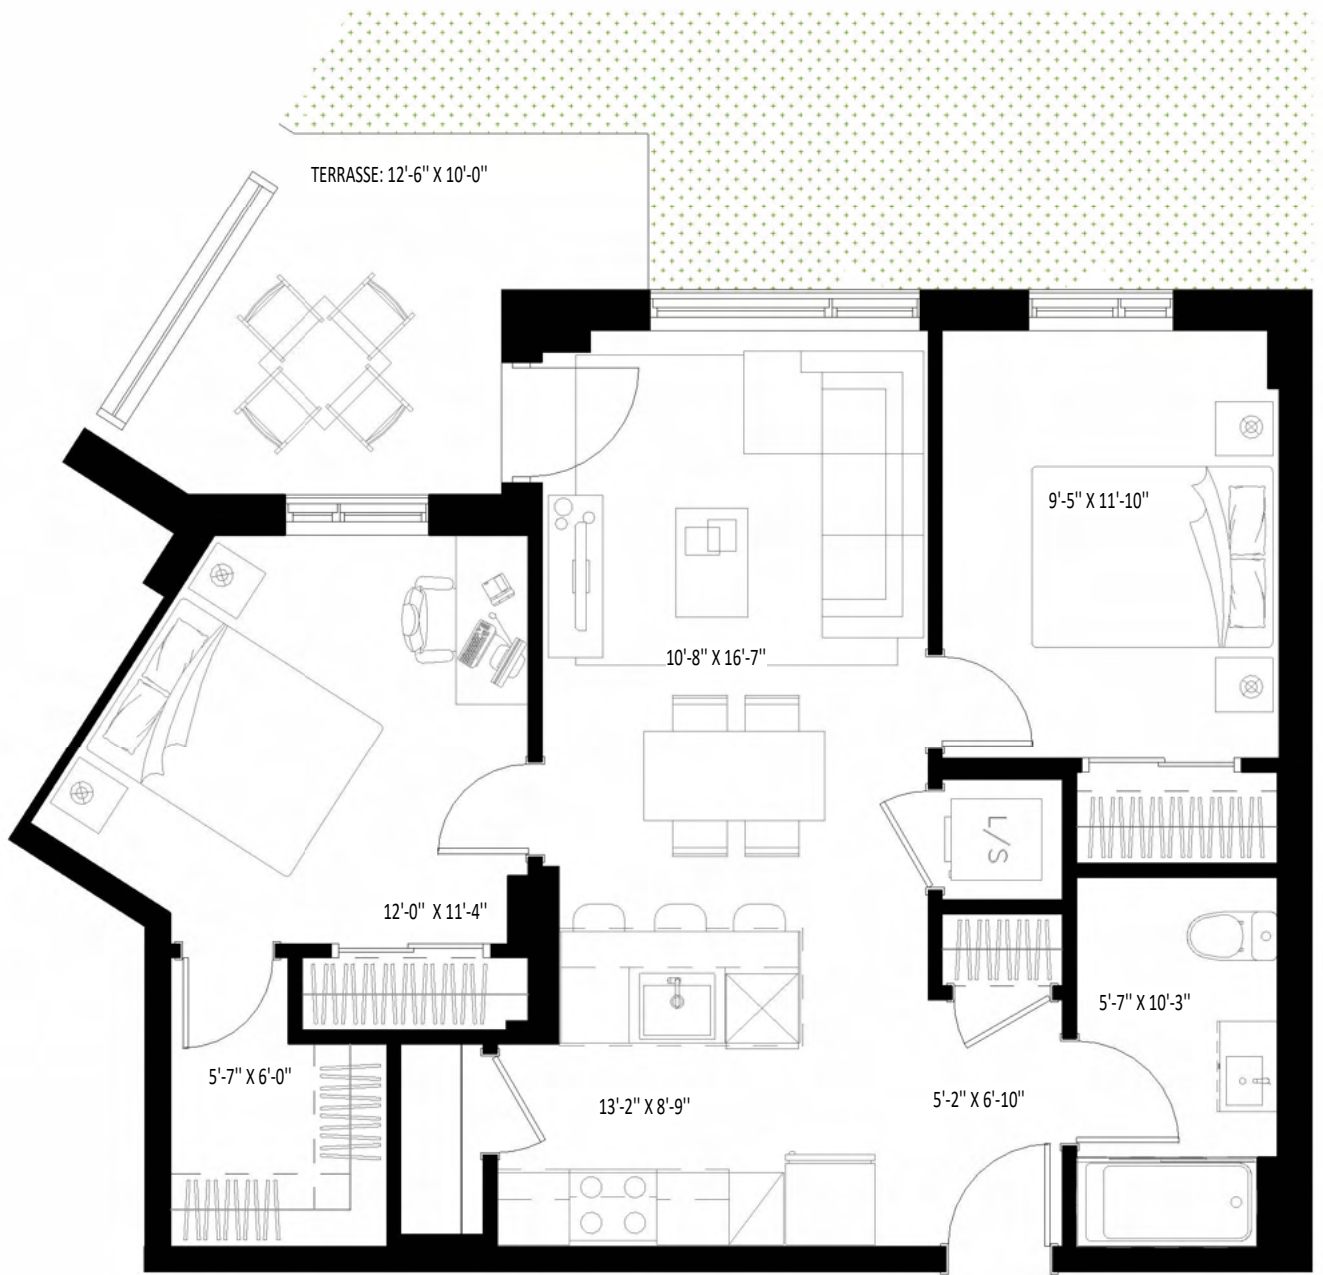 TERRASSE: 12'-6" X 10'-0"
9'-5" X 11'-10"
10'-8" X 16'-7"
L/S
12'-0" X 11'-4"
5'-7" X 10'-3"
5'-7" X 6'-0"
13'-2" X 8'-9"
5'-2" X 6'-10"